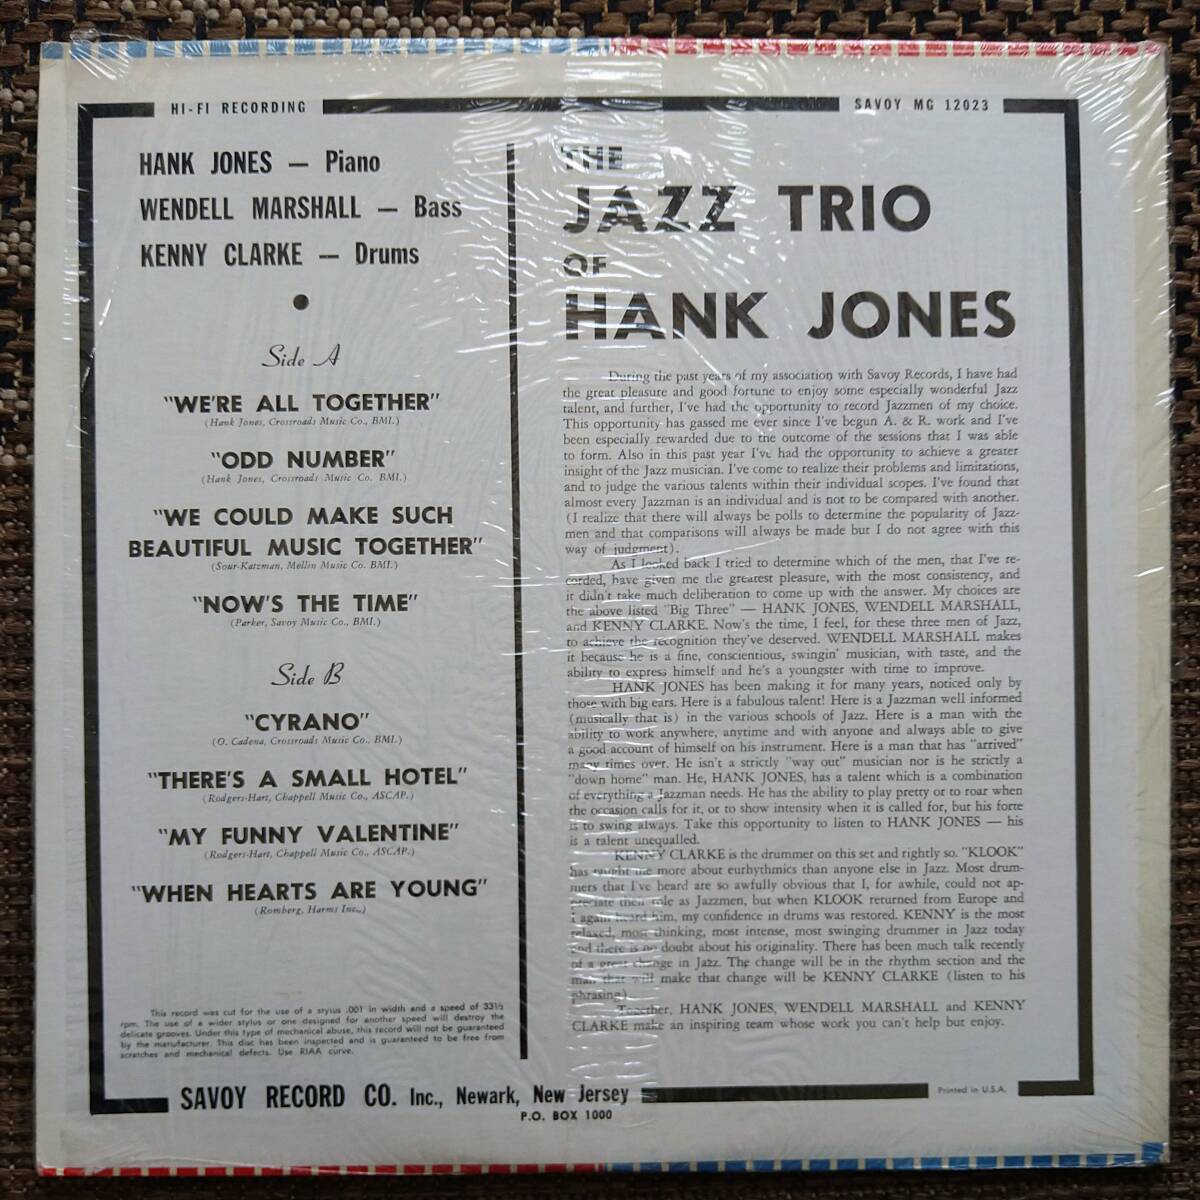 HI-FI RECORDING
SAVOY MG 12023
HANK JONES — Piano
WENDELL MARSHALL — Bass
KENNY CLARKE — Drums
Side A
"WE'RE ALL TOGETHER"
(Hank Jones, Crossroads Music Co., BMI.)
"ODD NUMBER"
(Hank Jones, Crossroads Music Co. BMI.)
"WE COULD MAKE SUCH
BEAUTIFUL MUSIC TOGETHER"
(Sour-Katzman, Mellin Music Co. BMI.)
"NOW'S THE TIME"
(Parker, Savoy Music Co., BMI.)
Side B
"CYRANO"
(O. Cadena, Crossroads Music Co., BMI.)
"THERE'S A SMALL HOTEL"
(Rodgers-Hart, Chappell Music Co., ASCAP.)
"MY FUNNY VALENTINE"
(Rodgers-Hart, Chappell Music Co., ASCAP.)
"WHEN HEARTS ARE YOUNG"
(Romberg, Harms Inc.,)
This record was cut for the use of a stylus .001 in width and a speed of 33⅓
rpm. The use of a wider stylus or one designed for another speed will destroy the
delicate grooves. Under this type of mechanical abuse, this record will not be guaranteed
by the manufacturer. This disc has been inspected and is guaranteed to be free from
scratches and mechanical defects. Use RIAA curve.
THE
JAZZ TRIO
OF
HANK JONES
During the past years of my association with Savoy Records, I have had
the great pleasure and good fortune to enjoy some especially wonderful Jazz
talent, and further, I've had the opportunity to record Jazzmen of my choice.
This opportunity has gassed me ever since I've begun A. & R. work and I've
been especially rewarded due to the outcome of the sessions that I was able
to form. Also in this past year I've had the opportunity to achieve a greater
insight of the Jazz musician. I've come to realize their problems and limitations,
and to judge the various talents within their individual scopes. I've found that
almost every Jazzman is an individual and is not to be compared with another.
(I realize that there will always be polls to determine the popularity of Jazz-
men and that comparisons will always be made but I do not agree with this
way of judgment).
As I looked back I tried to determine which of the men, that I've re-
corded, have given me the greatest pleasure, with the most consistency, and
it didn't take much deliberation to come up with the answer. My choices are
the above listed "Big Three" — HANK JONES, WENDELL MARSHALL,
and KENNY CLARKE. Now's the time, I feel, for these three men of Jazz,
to achieve the recognition they've deserved. WENDELL MARSHALL makes
it because he is a fine, conscientious, swingin' musician, with taste, and the
ability to express himself and he's a youngster with time to improve.
HANK JONES has been making it for many years, noticed only by
those with big ears. Here is a fabulous talent! Here is a Jazzman well informed
(musically that is) in the various schools of Jazz. Here is a man with the
ability to work anywhere, anytime and with anyone and always able to give
a good account of himself on his instrument. Here is a man that has "arrived"
many times over. He isn't a strictly "way out" musician nor is he strictly a
"down home" man. He, HANK JONES, has a talent which is a combination
of everything a Jazzman needs. He has the ability to play pretty or to roar when
the occasion calls for it, or to show intensity when it is called for, but his forte
is to swing always. Take this opportunity to listen to HANK JONES — his
is a talent unequalled.
KENNY CLARKE is the drummer on this set and rightly so. "KLOOK"
has taught me more about eurhythmics than anyone else in Jazz. Most drum-
mers that I've heard are so awfully obvious that I, for awhile, could not ap-
preciate their role as Jazzmen, but when KLOOK returned from Europe and
I again heard him, my confidence in drums was restored. KENNY is the most
relaxed, most thinking, most intense, most swinging drummer in Jazz today
and there is no doubt about his originality. There has been much talk recently
of a great change in Jazz. The change will be in the rhythm section and the
man that will make that change will be KENNY CLARKE (listen to his
phrasing).
Together, HANK JONES, WENDELL MARSHALL and KENNY
CLARKE make an inspiring team whose work you can't help but enjoy.
SAVOY RECORD CO. Inc., Newark, New Jersey
P.O. BOX 1000
Printed in U.S.A.